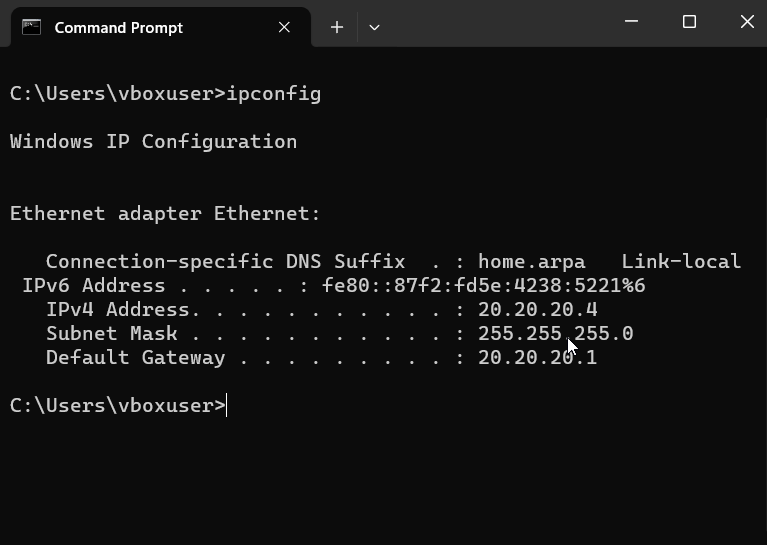 Command Prompt
C:\Users\vboxuser>ipconfig
Windows IP Configuration
Ethernet adapter Ethernet:
Connection-specific DNS Suffix . : home.arpa Link-local
IPv6 Address . . . . . : fe80::87f2:fd5e:4238:5221%6
IPv4 Address. . . . . . . . . . . : 20.20.20.4
Subnet Mask . . . . . . . . . . . : 255.255.255.0
Default Gateway . . . . . . . . . : 20.20.20.1
C:\Users\vboxuser>